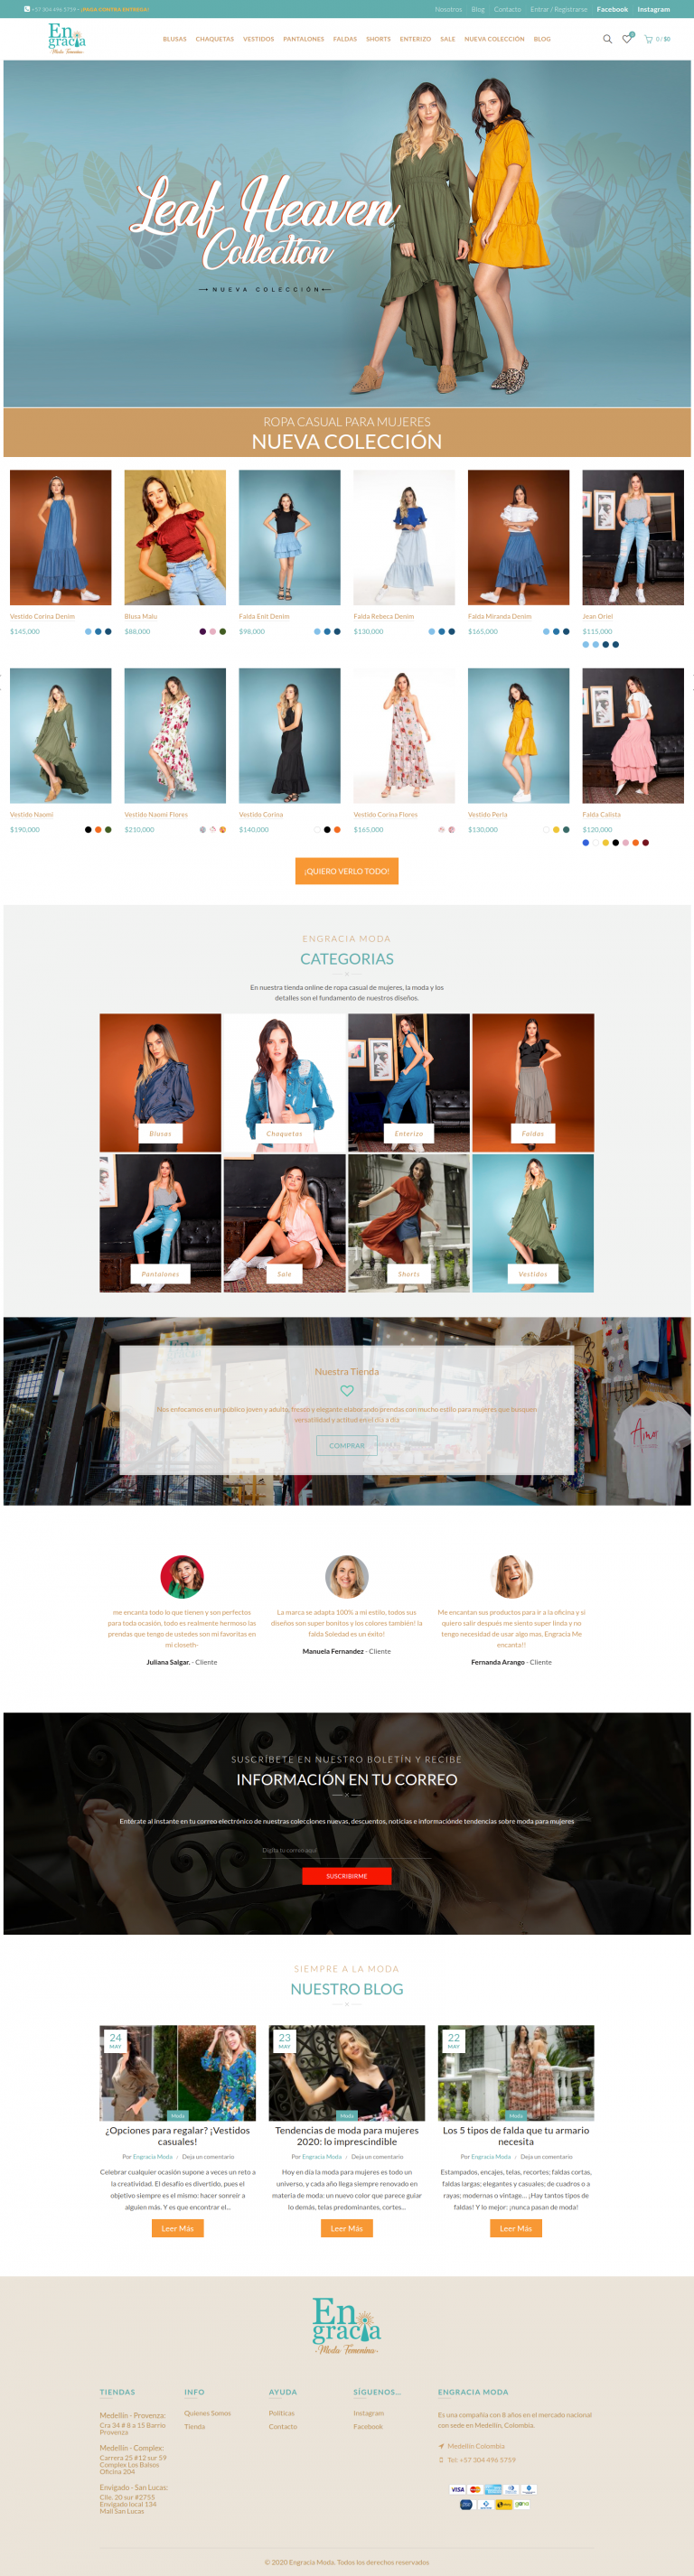 +57 304 496 5759 - ¡PAGA CONTRA ENTREGA!
Nosotros Blog Contacto Entrar / Registrarse Facebook Instagram
En gracia
Moda Femenina
BLUSAS CHAQUETAS VESTIDOS PANTALONES FALDAS SHORTS ENTERIZO SALE NUEVA COLECCIÓN BLOG
0 / $0
Leaf Heaven
Collection
NUEVA COLECCIÓN
ROPA CASUAL PARA MUJERES
NUEVA COLECCIÓN
Vestido Corina Denim Blusa Malu Falda Enit Denim Falda Rebeca Denim Falda Miranda Denim Jean Oriel
$145,000 $88,000 $98,000 $130,000 $165,000 $115,000
Vestido Naomi Vestido Naomi Flores Vestido Corina Vestido Corina Flores Vestido Perla Falda Calista
$190,000 $210,000 $140,000 $165,000 $130,000 $120,000
¡QUIERO VERLO TODO!
ENGRACIA MODA
CATEGORIAS
En nuestra tienda online de ropa casual de mujeres, la moda y los
detalles son el fundamento de nuestros diseños.
Blusas Chaquetas Enterizo Faldas
Pantalones Sale Shorts Vestidos
Nuestra Tienda
Nos enfocamos en un público joven y adulto, fresco y elegante elaborando prendas con mucho estilo para mujeres que busquen
versatilidad y actitud en el día a día
COMPRAR
Amor
me encanta todo lo que tienen y son perfectos
para toda ocasión, todo es realmente hermoso las
prendas que tengo de ustedes son mi favoritas en
mi closeth-
Juliana Salgar. - Cliente
La marca se adapta 100% a mi estilo, todos sus
diseños son super bonitos y los colores también! la
falda Soledad es un éxito!
Manuela Fernandez - Cliente
Me encantan sus productos para ir a la oficina y si
quiero salir después me siento super linda y no
tengo necesidad de usar algo mas. Engracia Me
encanta!!
Fernanda Arango - Cliente
SUSCRÍBETE EN NUESTRO BOLETÍN Y RECIBE
INFORMACIÓN EN TU CORREO
Entérate al instante en tu correo electrónico de nuestras colecciones nuevas, descuentos, noticias e informaciónde tendencias sobre moda para mujeres
Digita tu correo aquí
SUSCRIBIRME
SIEMPRE A LA MODA
NUESTRO BLOG
24 MAY
Moda
¿Opciones para regalar? ¡Vestidos
casuales!
Por Engracia Moda / Deja un comentario
Celebrar cualquier ocasión supone a veces un reto a
la creatividad. El desafío es divertido, pues el
objetivo siempre es el mismo: hacer sonreír a
alguien más. Y es que encontrar el...
Leer Más
23 MAY
Moda
Tendencias de moda para mujeres
2020: lo imprescindible
Por Engracia Moda / Deja un comentario
Hoy en día la moda para mujeres es todo un
universo, y cada año llega siempre renovado en
materia de moda: un nuevo color que parece guiar
lo demás, telas predominantes, cortes...
Leer Más
22 MAY
Moda
Los 5 tipos de falda que tu armario
necesita
Por Engracia Moda / Deja un comentario
Estampados, encajes, telas, recortes; faldas cortas,
faldas largas; elegantes y casuales; de cuadros o a
rayas; modernas o vintage... ¡Hay tantos tipos de
faldas! Y lo mejor: ¡nunca pasan de moda!
Leer Más
En gracia
Moda Femenina
TIENDAS
Medellín - Provenza:
Cra 34 # 8 a 15 Barrio
Provenza
Medellín - Complex:
Carrera 25 #12 sur 59
Complex Los Balsos
Oficina 204
Envigado - San Lucas:
Clle. 20 sur #27 55
Envigado local 134
Mall San Lucas
INFO
Quienes Somos
Tienda
AYUDA
Políticas
Contacto
SÍGUENOS...
Instagram
Facebook
ENGRACIA MODA
Es una compañía con 8 años en el mercado nacional
con sede en Medellín, Colombia.
Medellín Colombia
Tel: +57 304 496 5759
VISA
© 2020 Engracia Moda. Todos los derechos reservados